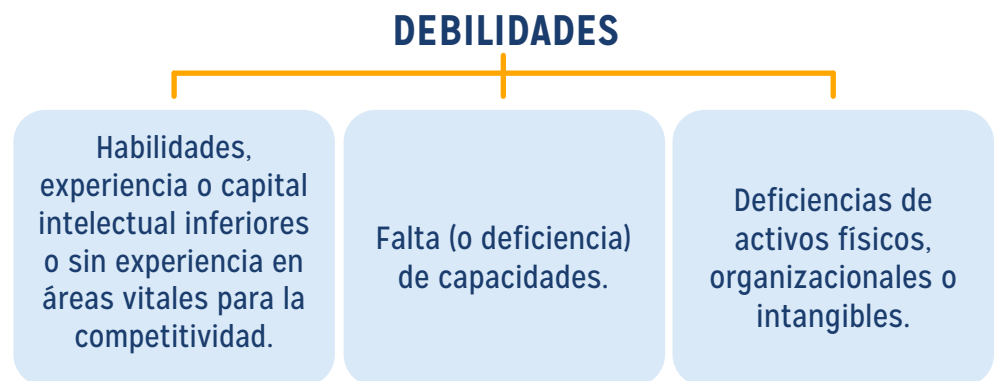 DEBILIDADES
Habilidades,
experiencia o capital
intelectual inferiores
o sin experiencia en
áreas vitales para la
competitividad.
Falta (o deficiencia)
de capacidades.
Deficiencias de
activos físicos,
organizacionales o
intangibles.